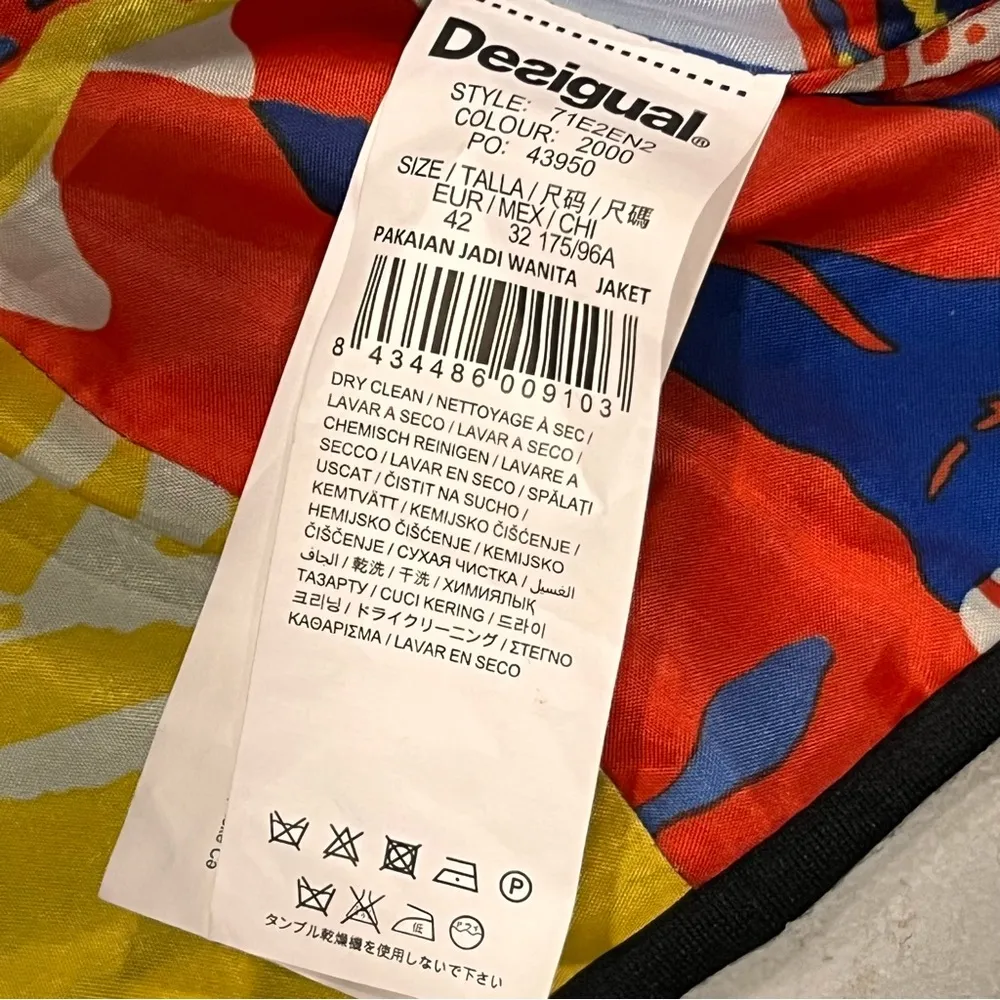 Desigual®
STYLE: 71E2EN2
COLOUR: 2000
PO: 43950
SIZE / TALLA / 尺码 / 尺碼
EUR / MEX / CHI
42 32 175/96A
PAKAIAN JADI WANITA JAKET
8 434486 009103
DRY CLEAN / NETTOYAGE À SEC /
LAVAR A SECO / LAVAR A SECO /
CHEMISCH REINIGEN / LAVARE A
SECCO / LAVAR EN SECO / SPĂLAȚI
USCAT / ČISTIT NA SUCHO /
KEMTVÄTT / KEMIJSKO ČIŠČENJE /
HEMIJSKO ČIŠĆENJE / KEMIJSKO
ČIŠĆENJE / СУХАЯ ЧИСТКА / الغسيل
الجاف / 乾洗 / 干洗 / ХИМИЯЛЫҚ
ТАЗАРТУ / CUCI KERING / 드라이
크리닝 / ドライクリーニング / ΣΤΕΓΝΟ
ΚΑΘΑΡΙΣΜΑ / LAVAR EN SECO
P
低
タンブル乾燥機を使用しないで下さい